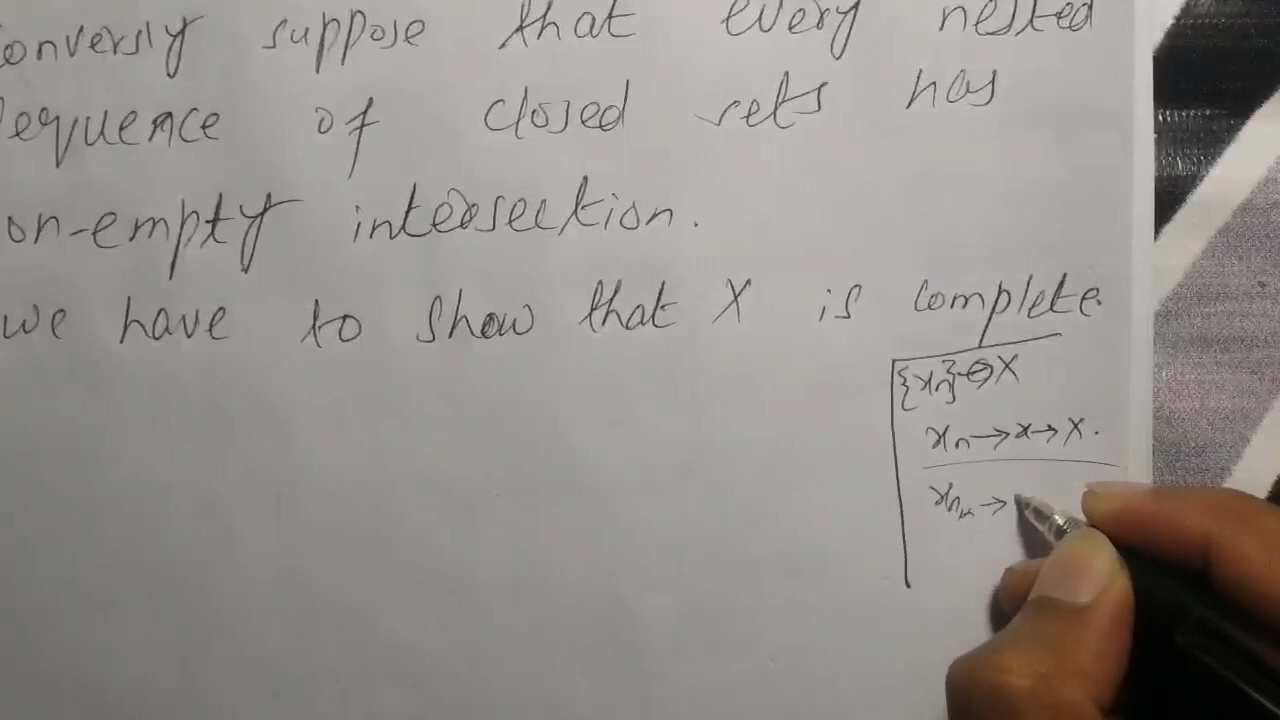 onversly suppose that every nested
sequence of closed sets has
on-empty intersection.
we have to show that X is complete.
{xn} X
xn → x → X.
xnk →